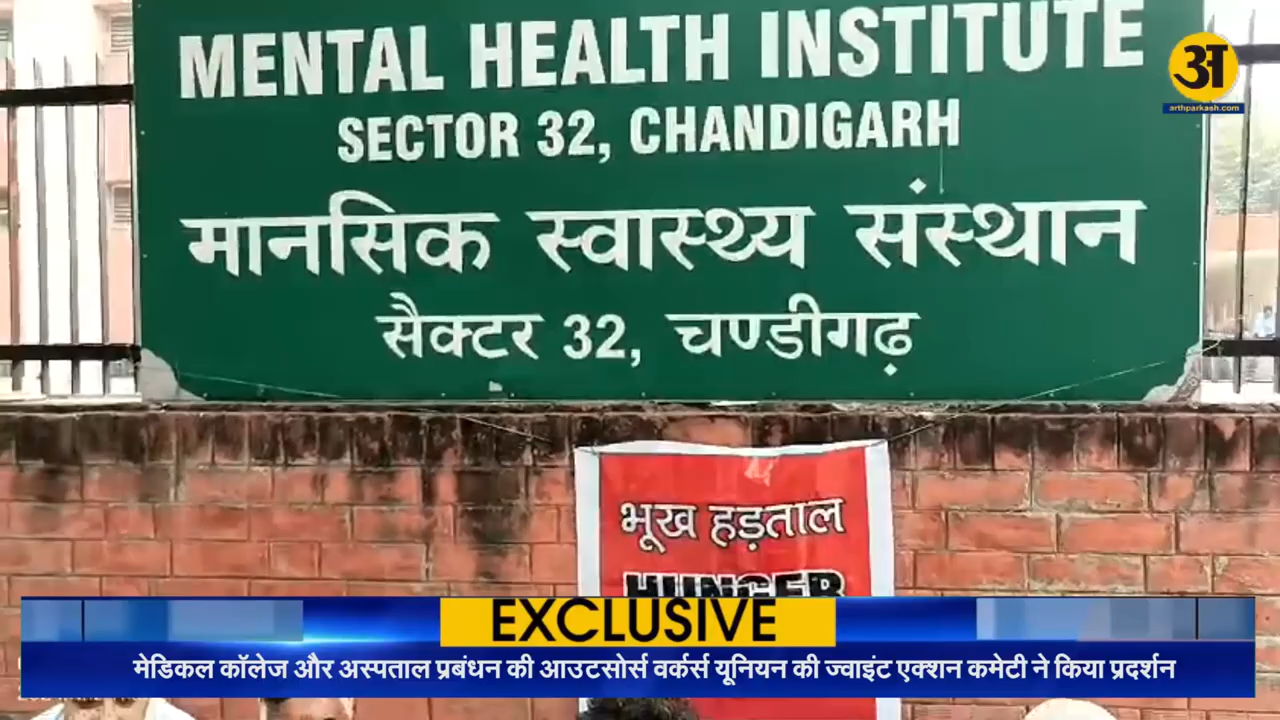 MENTAL HEALTH INSTITUTE
SECTOR 32, CHANDIGARH
मानसिक स्वास्थ्य संस्थान
सैक्टर 32, चण्डीगढ़
अ
arthparkash.com
भूख हड़ताल
HUNGER
EXCLUSIVE
मेडिकल कॉलेज और अस्पताल प्रबंधन की आउटसोर्स वर्कर्स यूनियन की ज्वाइंट एक्शन कमेटी ने किया प्रदर्शन